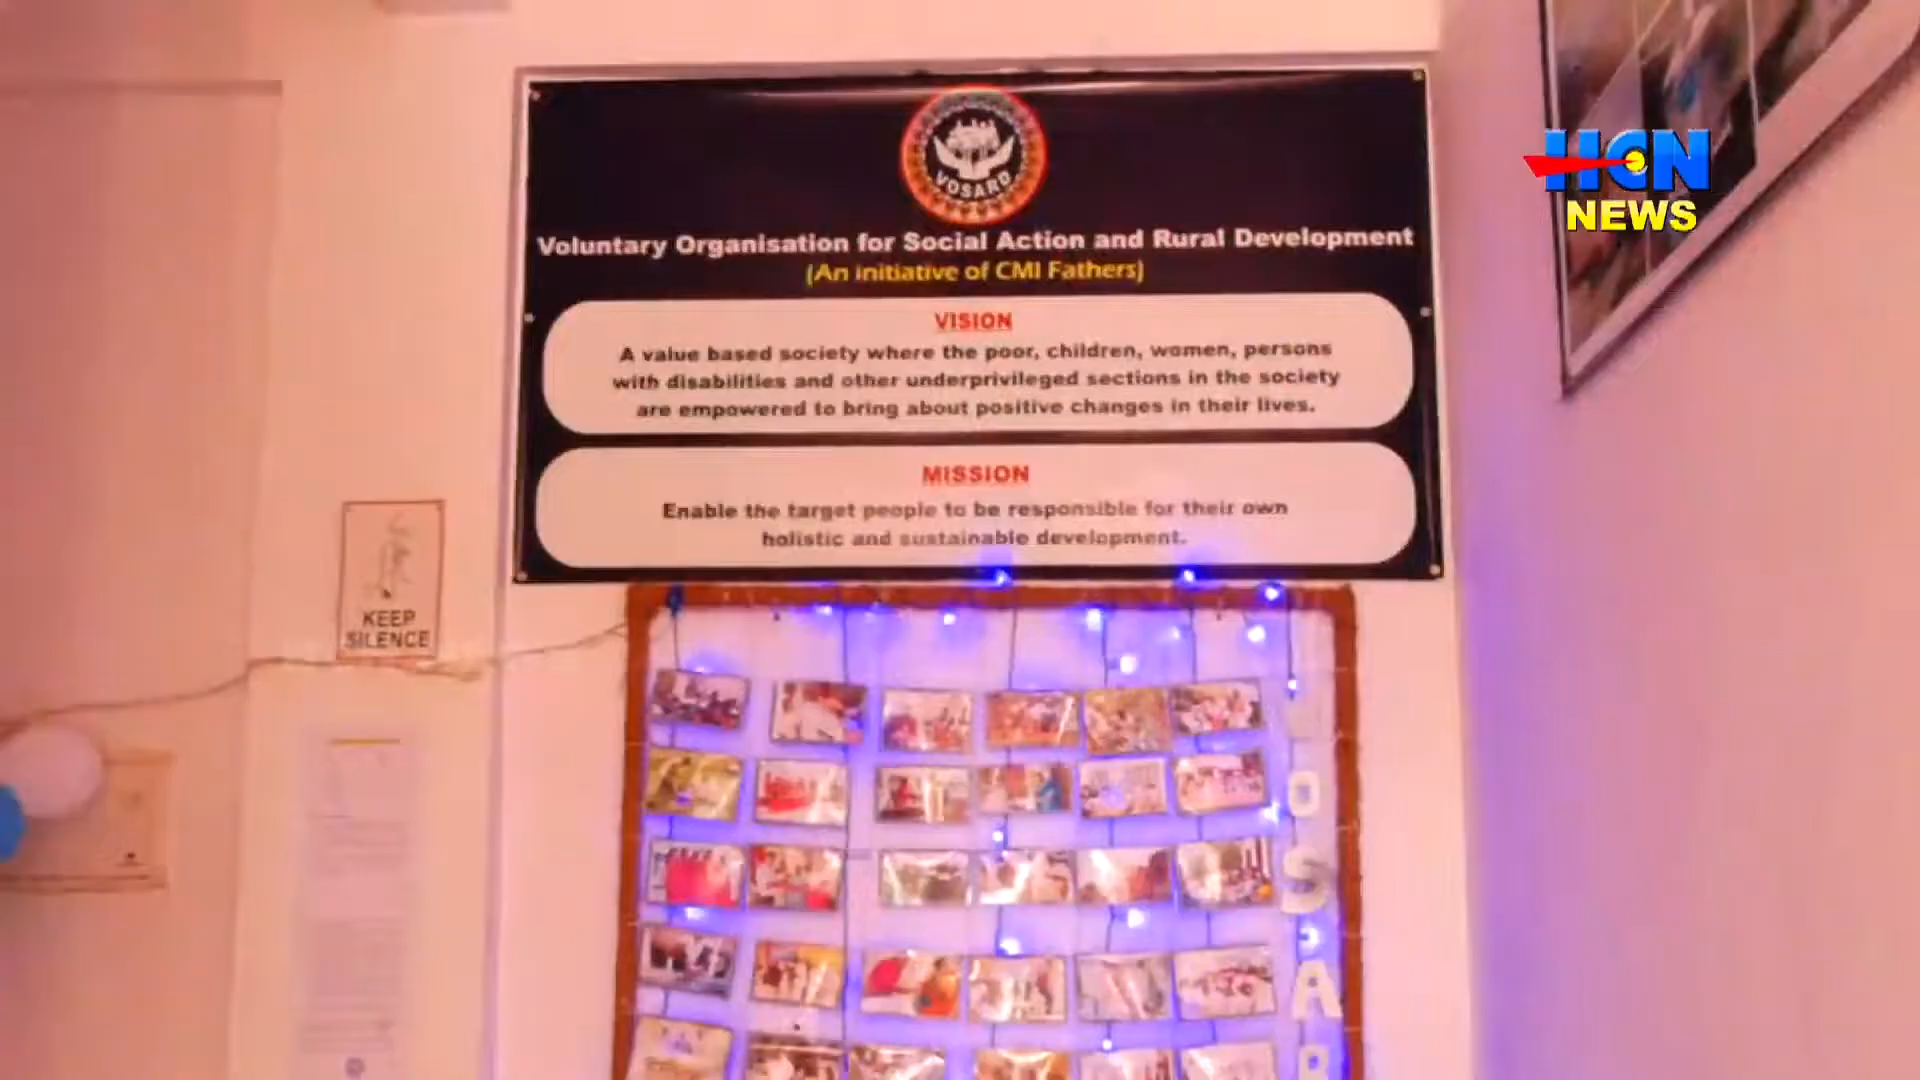 VOSARD
Voluntary Organisation for Social Action and Rural Development
(An initiative of CMI Fathers)
VISION
A value based society where the poor, children, women, persons
with disabilities and other underprivileged sections in the society
are empowered to bring about positive changes in their lives.
MISSION
Enable the target people to be responsible for their own
holistic and sustainable development.
HCN
NEWS
KEEP
SILENCE
O
S
A
R